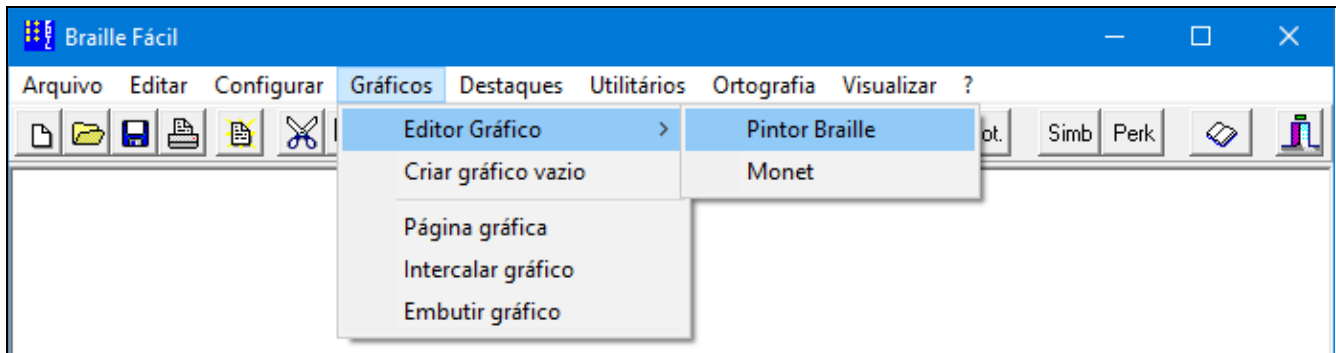 Braille Fácil
Arquivo Editar Configurar Gráficos Destaques Utilitários Ortografia Visualizar ?
Editor Gráfico > Pintor Braille ot. Simb Perk
Criar gráfico vazio Monet
Página gráfica
Intercalar gráfico
Embutir gráfico